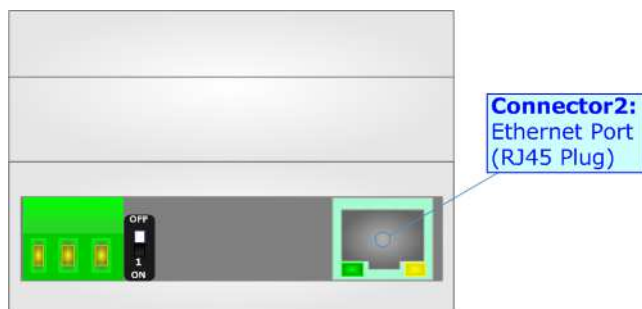 Connector2:
Ethernet Port
(RJ45 Plug)
OFF
1
ON